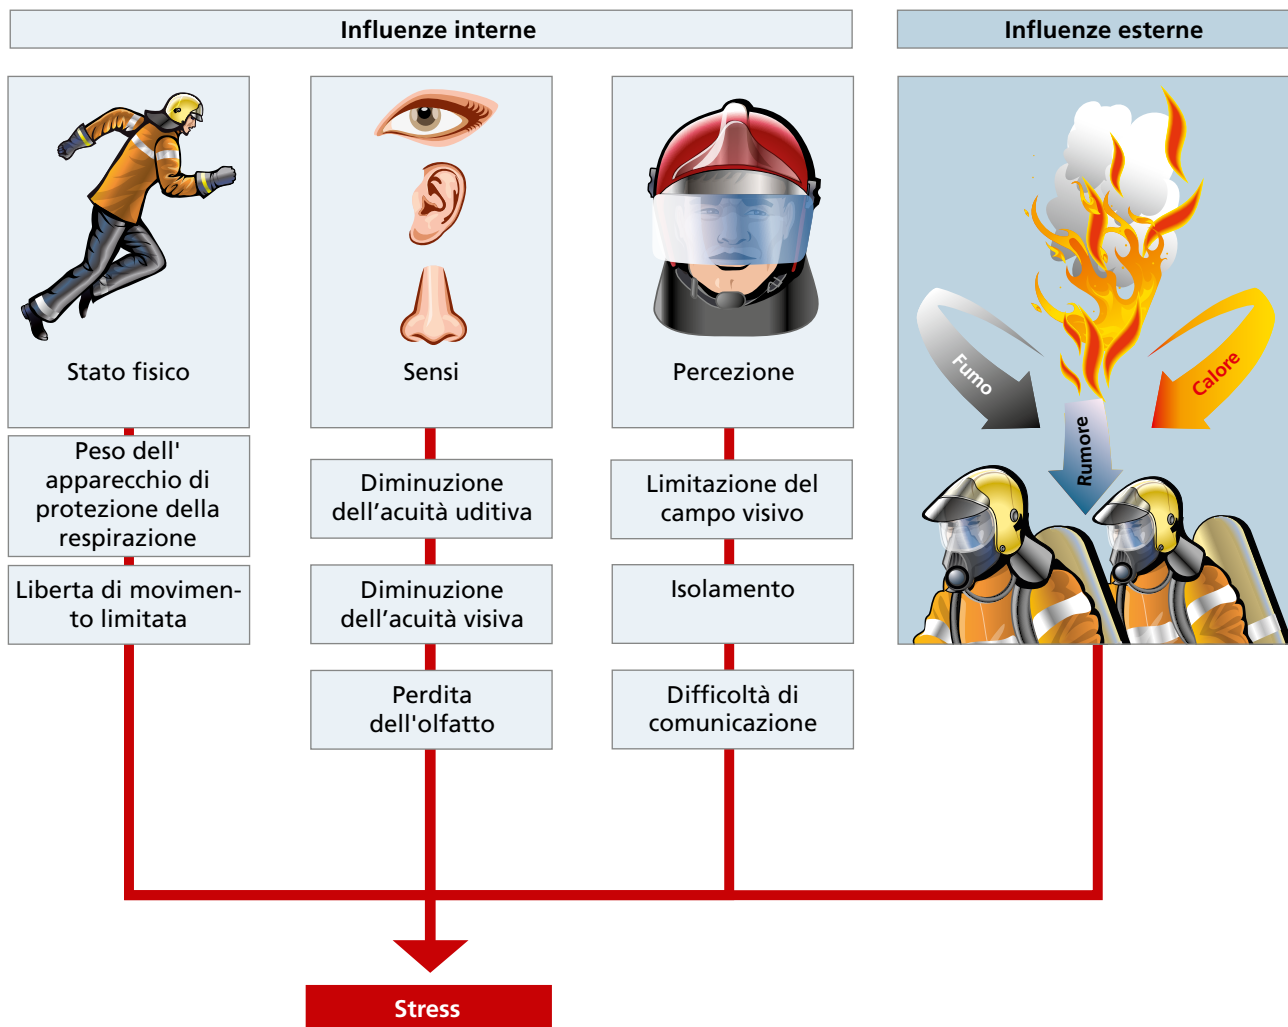 Influenze interne
Influenze esterne
Stato fisico
Sensi
Percezione
Fumo
Rumore
Calore
Peso dell'
apparecchio di
protezione della
respirazione
Liberta di movimen-
to limitata
Diminuzione
dell’acuità uditiva
Diminuzione
dell’acuità visiva
Perdita
dell'olfatto
Limitazione del
campo visivo
Isolamento
Difficoltà di
comunicazione
Stress